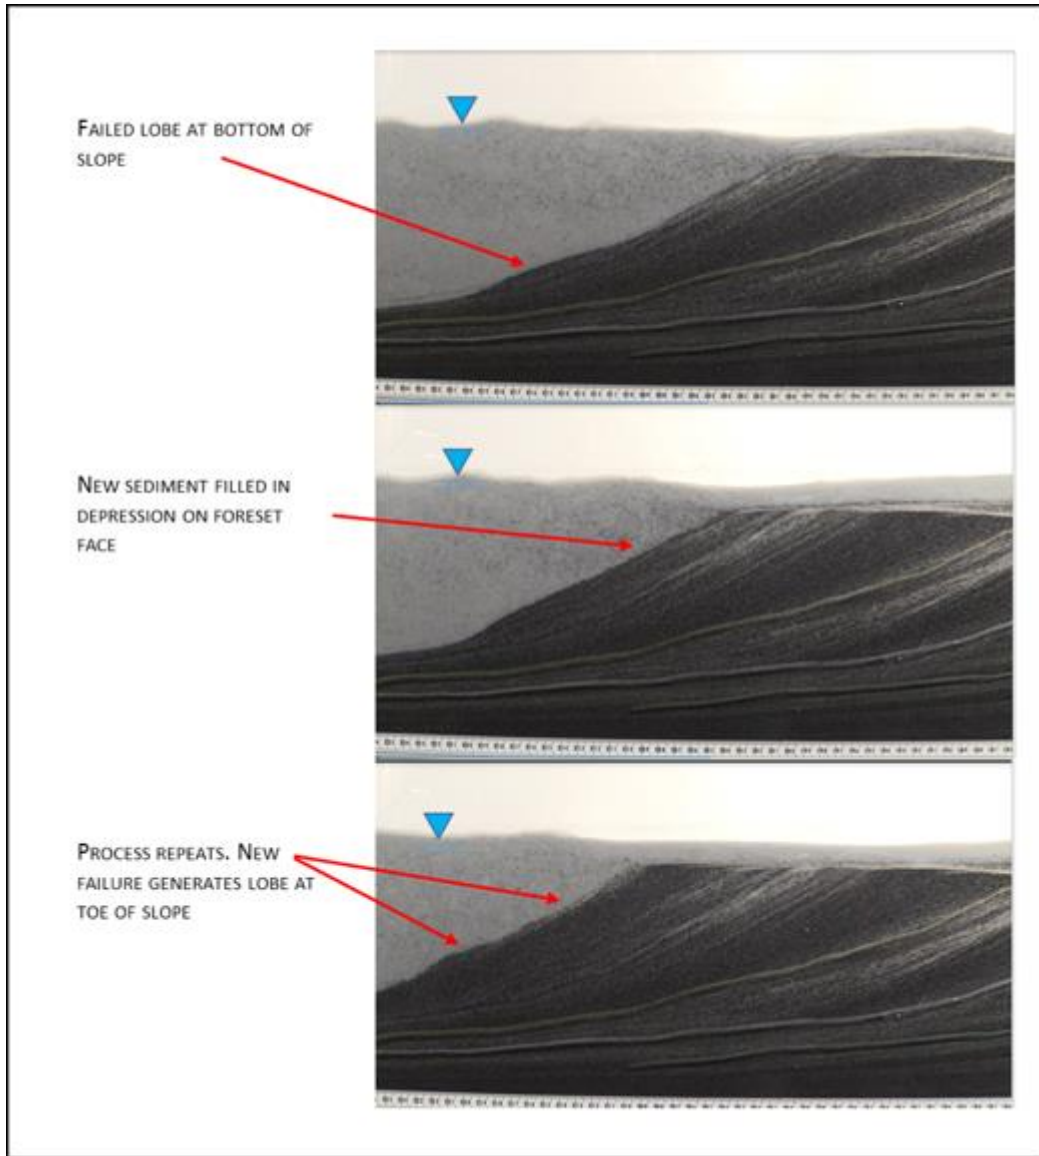 FAILED LOBE AT BOTTOM OF
SLOPE
NEW SEDIMENT FILLED IN
DEPRESSION ON FORESET
FACE
PROCESS REPEATS. NEW
FAILURE GENERATES LOBE AT
TOE OF SLOPE